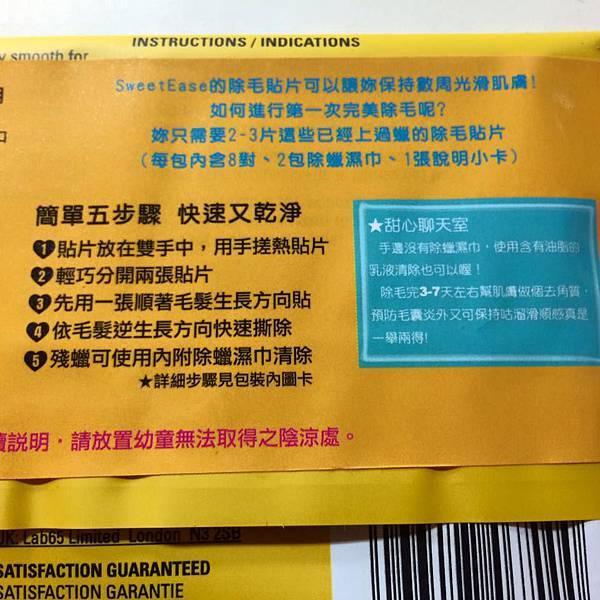 INSTRUCTIONS / INDICATIONS
y smooth for
SweetEase的除毛貼片可以讓妳保持數周光滑肌膚!
如何進行第一次完美除毛呢?
妳只需要2-3片這些已經上過蠟的除毛貼片
(每包內含8對、2包除蠟濕巾、1張說明小卡)
簡單五步驟 快速又乾淨
1 貼片放在雙手中,用手搓熱貼片
2 輕巧分開兩張貼片
3 先用一張順著毛髮生長方向貼
4 依毛髮逆生長方向快速撕除
5 殘蠟可使用內附除蠟濕巾清除
★詳細步驟見包裝內圖卡
★甜心聊天室
手邊沒有除蠟濕巾,使用含有油脂的
乳液清除也可以喔!
除毛完3-7天左右幫肌膚做個去角質,
預防毛囊炎外又可保持咕溜滑順感真是
一舉兩得!
說明,請放置幼童無法取得之陰涼處。
UK: Lab65 Limited London N3 2SB
SATISFACTION GUARANTEED
SATISFACTION GARANTIE